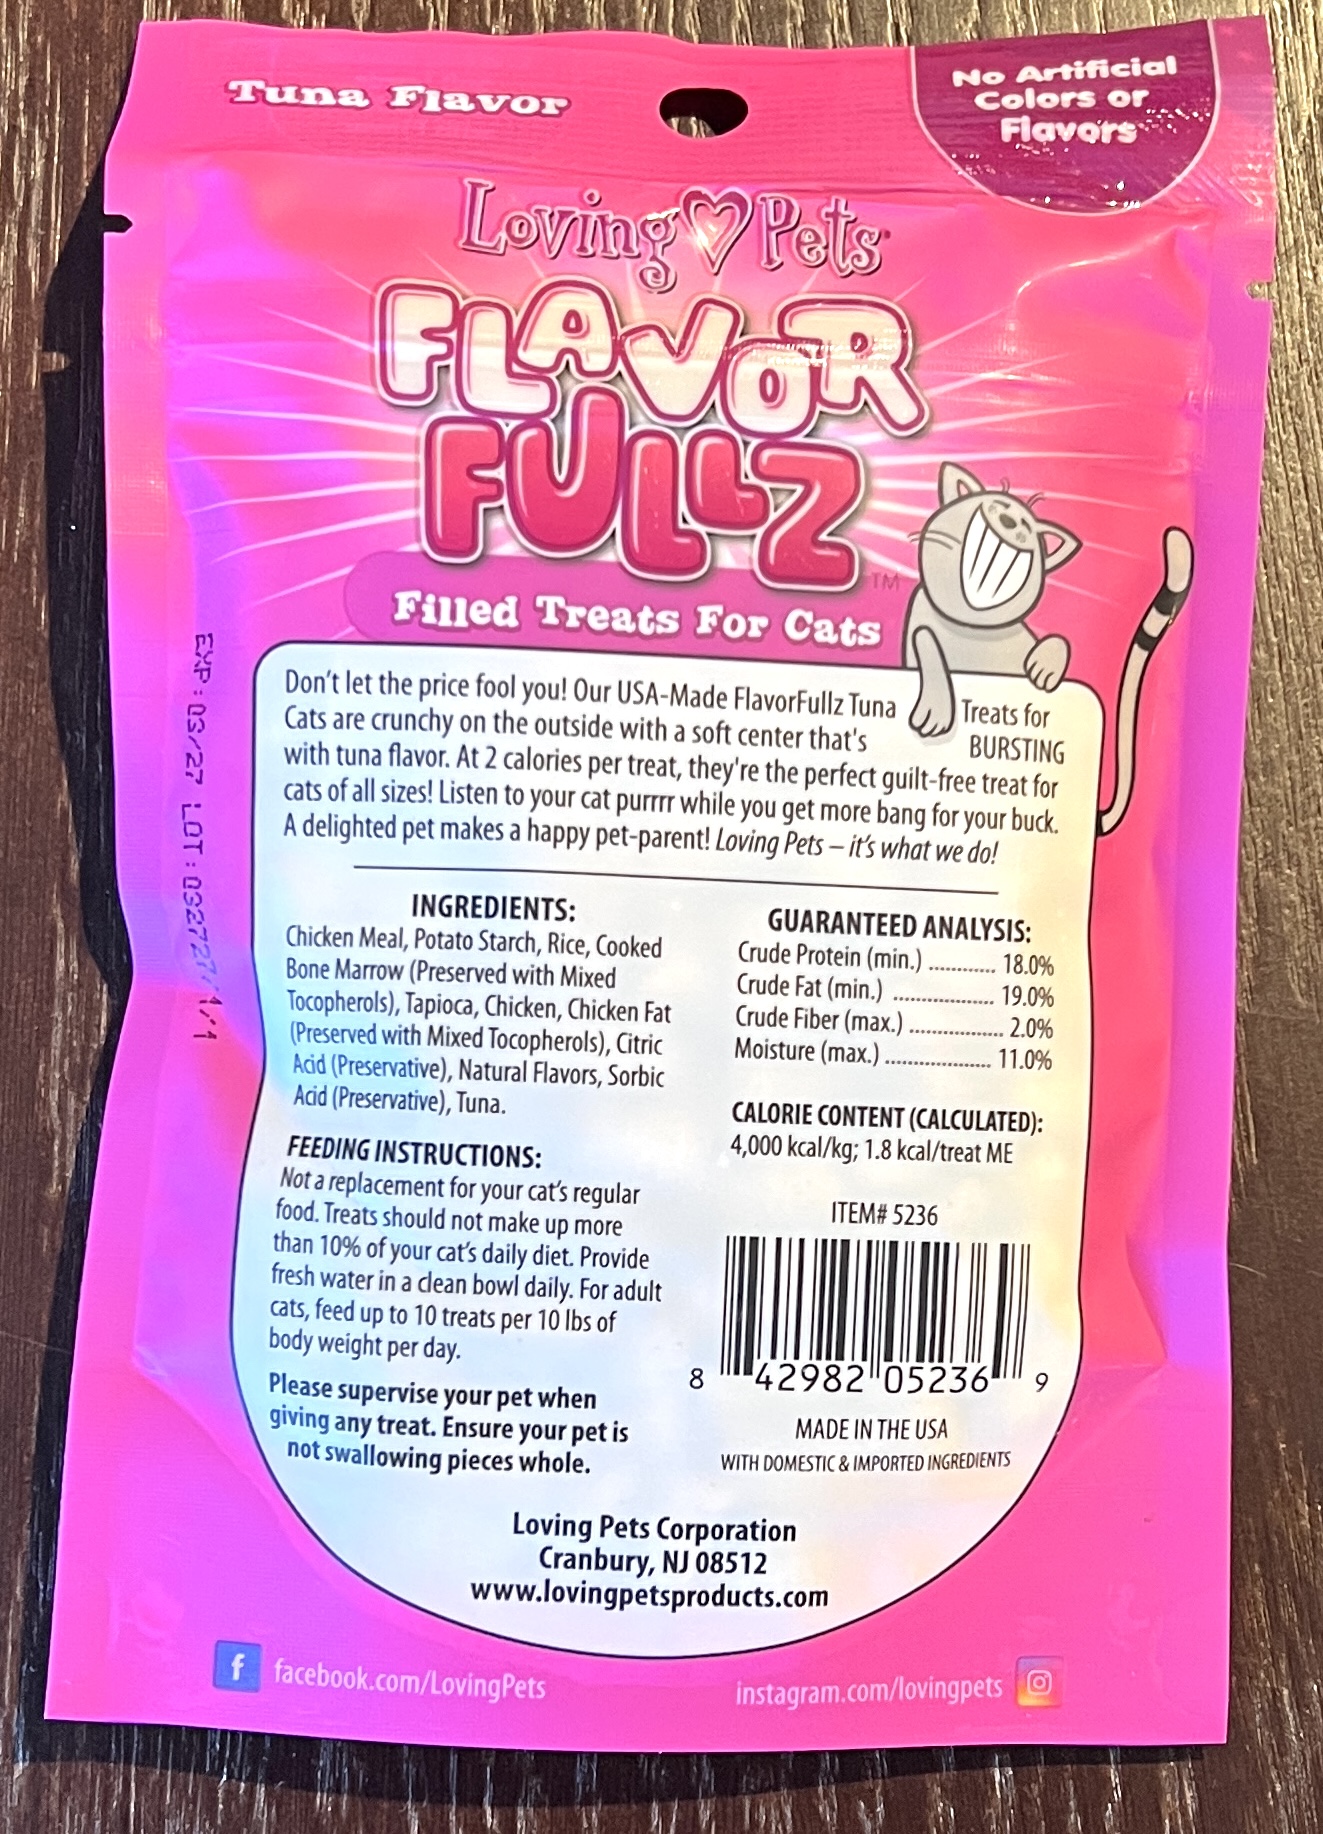 Tuna Flavor
No Artificial
Colors or
Flavors
Loving Pets
FLAVOR
FULLZ™
Filled Treats For Cats
Don't let the price fool you! Our USA-Made FlavorFullz Tuna Treats for
Cats are crunchy on the outside with a soft center that's BURSTING
with tuna flavor. At 2 calories per treat, they're the perfect guilt-free treat for
cats of all sizes! Listen to your cat purrrr while you get more bang for your buck.
A delighted pet makes a happy pet-parent! Loving Pets – it's what we do!
INGREDIENTS:
Chicken Meal, Potato Starch, Rice, Cooked
Bone Marrow (Preserved with Mixed
Tocopherols), Tapioca, Chicken, Chicken Fat
(Preserved with Mixed Tocopherols), Citric
Acid (Preservative), Natural Flavors, Sorbic
Acid (Preservative), Tuna.
FEEDING INSTRUCTIONS:
Not a replacement for your cat's regular
food. Treats should not make up more
than 10% of your cat's daily diet. Provide
fresh water in a clean bowl daily. For adult
cats, feed up to 10 treats per 10 lbs of
body weight per day.
Please supervise your pet when
giving any treat. Ensure your pet is
not swallowing pieces whole.
GUARANTEED ANALYSIS:
Crude Protein (min.) ............ 18.0%
Crude Fat (min.) .................. 19.0%
Crude Fiber (max.) ................. 2.0%
Moisture (max.) ................... 11.0%
CALORIE CONTENT (CALCULATED):
4,000 kcal/kg; 1.8 kcal/treat ME
ITEM# 5236
8 42982 05236 9
MADE IN THE USA
WITH DOMESTIC & IMPORTED INGREDIENTS
Loving Pets Corporation
Cranbury, NJ 08512
www.lovingpetsproducts.com
facebook.com/LovingPets
instagram.com/lovingpets
EXP:03/27 LOT: